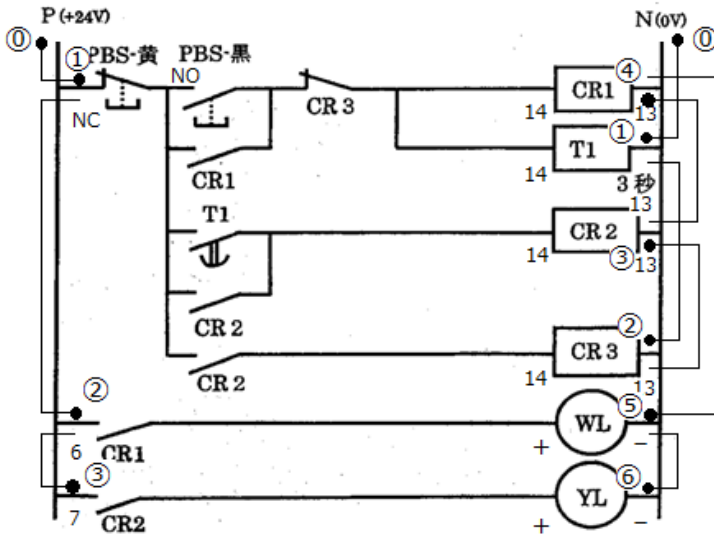 P (+24V)
N(0V)
⓪
⓪
①
PBS-黄
PBS-黒
NO
④
CR1
CR 3
NC
14
13
①
T1
CR1
14
3 秒
T1
13
CR 2
14
③
13
CR 2
②
CR 3
CR 2
14
13
②
⑤
WL
6
CR1
+
−
③
⑥
YL
7
CR2
+
−